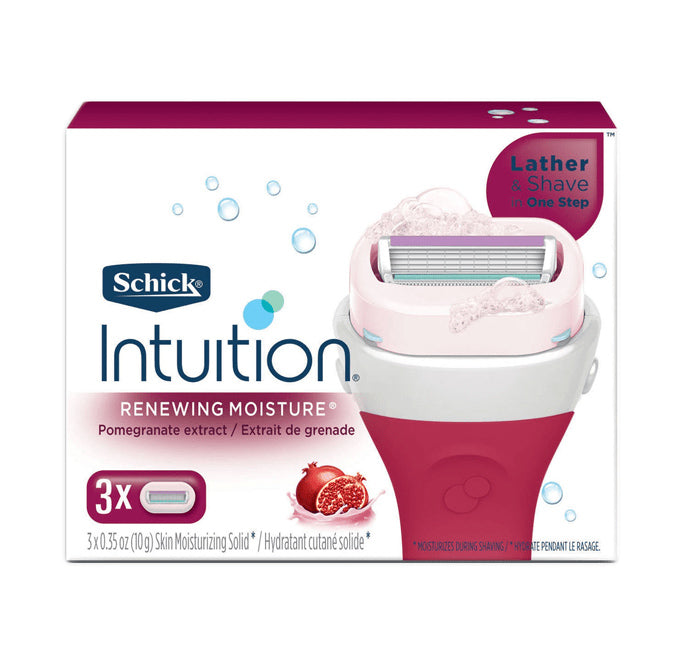 Lather
& Shave
in One Step
™
Schick®
Intuition®
RENEWING MOISTURE®
Pomegranate extract / Extrait de grenade
3X
3 x 0.35 oz (10 g) Skin Moisturizing Solid* / Hydratant cutané solide*
*MOISTURIZES DURING SHAVING / *HYDRATE PENDANT LE RASAGE.